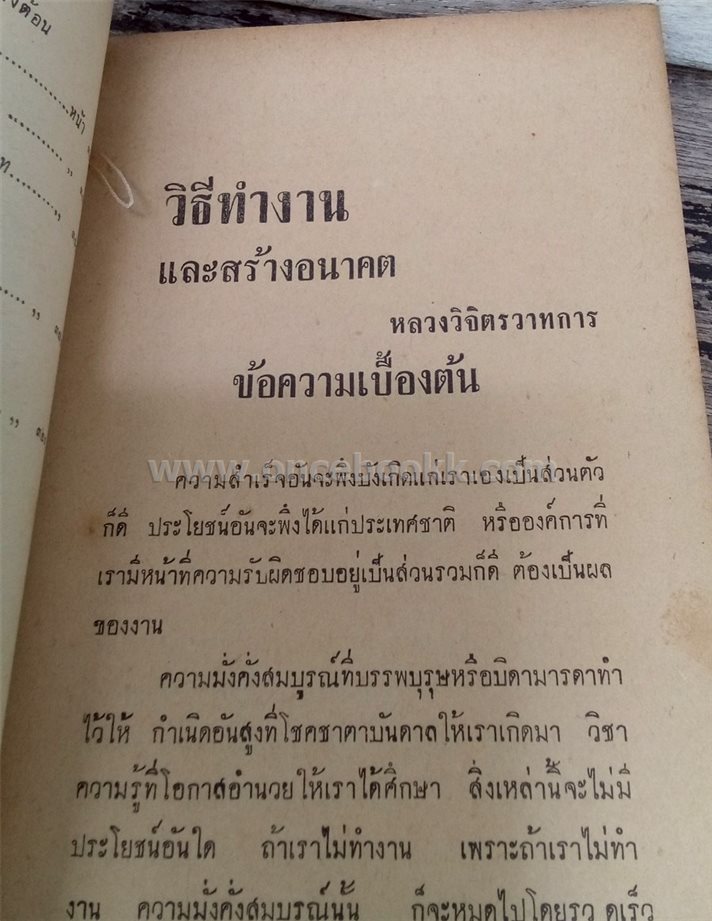 งต้อน
หน้า
วิธีทำงาน
และสร้างอนาคต
หลวงวิจิตรวาทการ
ข้อความเบื้องต้น
www.oncebookk.com
ความสำเร็จอันจะพึงบังเกิดแก่เราเองเป็นส่วนตัว
ก็ดี ประโยชน์อันจะพึงได้แก่ประเทศชาติ หรือองค์การที่
เรามีหน้าที่ความรับผิดชอบอยู่เป็นส่วนรวมก็ดี ต้องเป็นผล
ของงาน
ความมั่งคั่งสมบูรณ์ที่บรรพบุรุษหรือบิดามารดาทำ
ไว้ให้ กำเนิดอันสูงที่โชคชาตาบันดาลให้เราเกิดมา วิชา
ความรู้ที่โอกาสอำนวยให้เราได้ศึกษา สิ่งเหล่านี้จะไม่มี
ประโยชน์อันใด ถ้าเราไม่ทำงาน เพราะถ้าเราไม่ทำ
งาน ความมั่งคั่งสมบูรณ์นั้น ก็จะหมดไปโดยรวดเร็ว